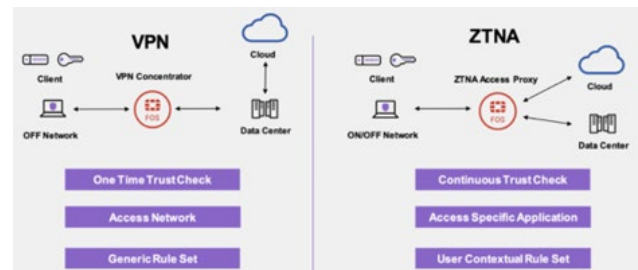 VPN
Cloud
Client
VPN Concentrator
FOS
OFF Network
Data Center
One Time Trust Check
Access Network
Generic Rule Set
ZTNA
Client
ZTNA Access Proxy
Cloud
FOS
ON/OFF Network
Data Center
Continuous Trust Check
Access Specific Application
User Contextual Rule Set